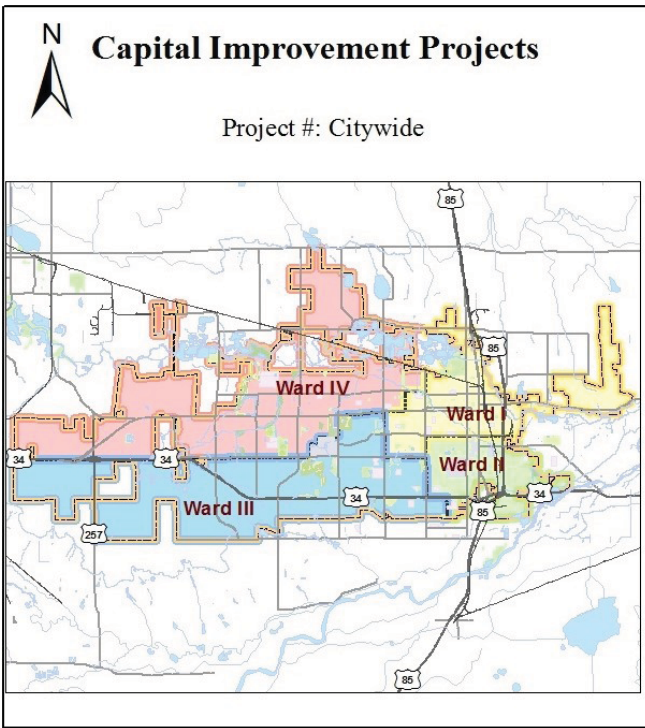 N
Capital Improvement Projects
Project #: Citywide
85
85
Ward IV
Ward I
34
34
Ward II
34
34
Ward III
85
257
85